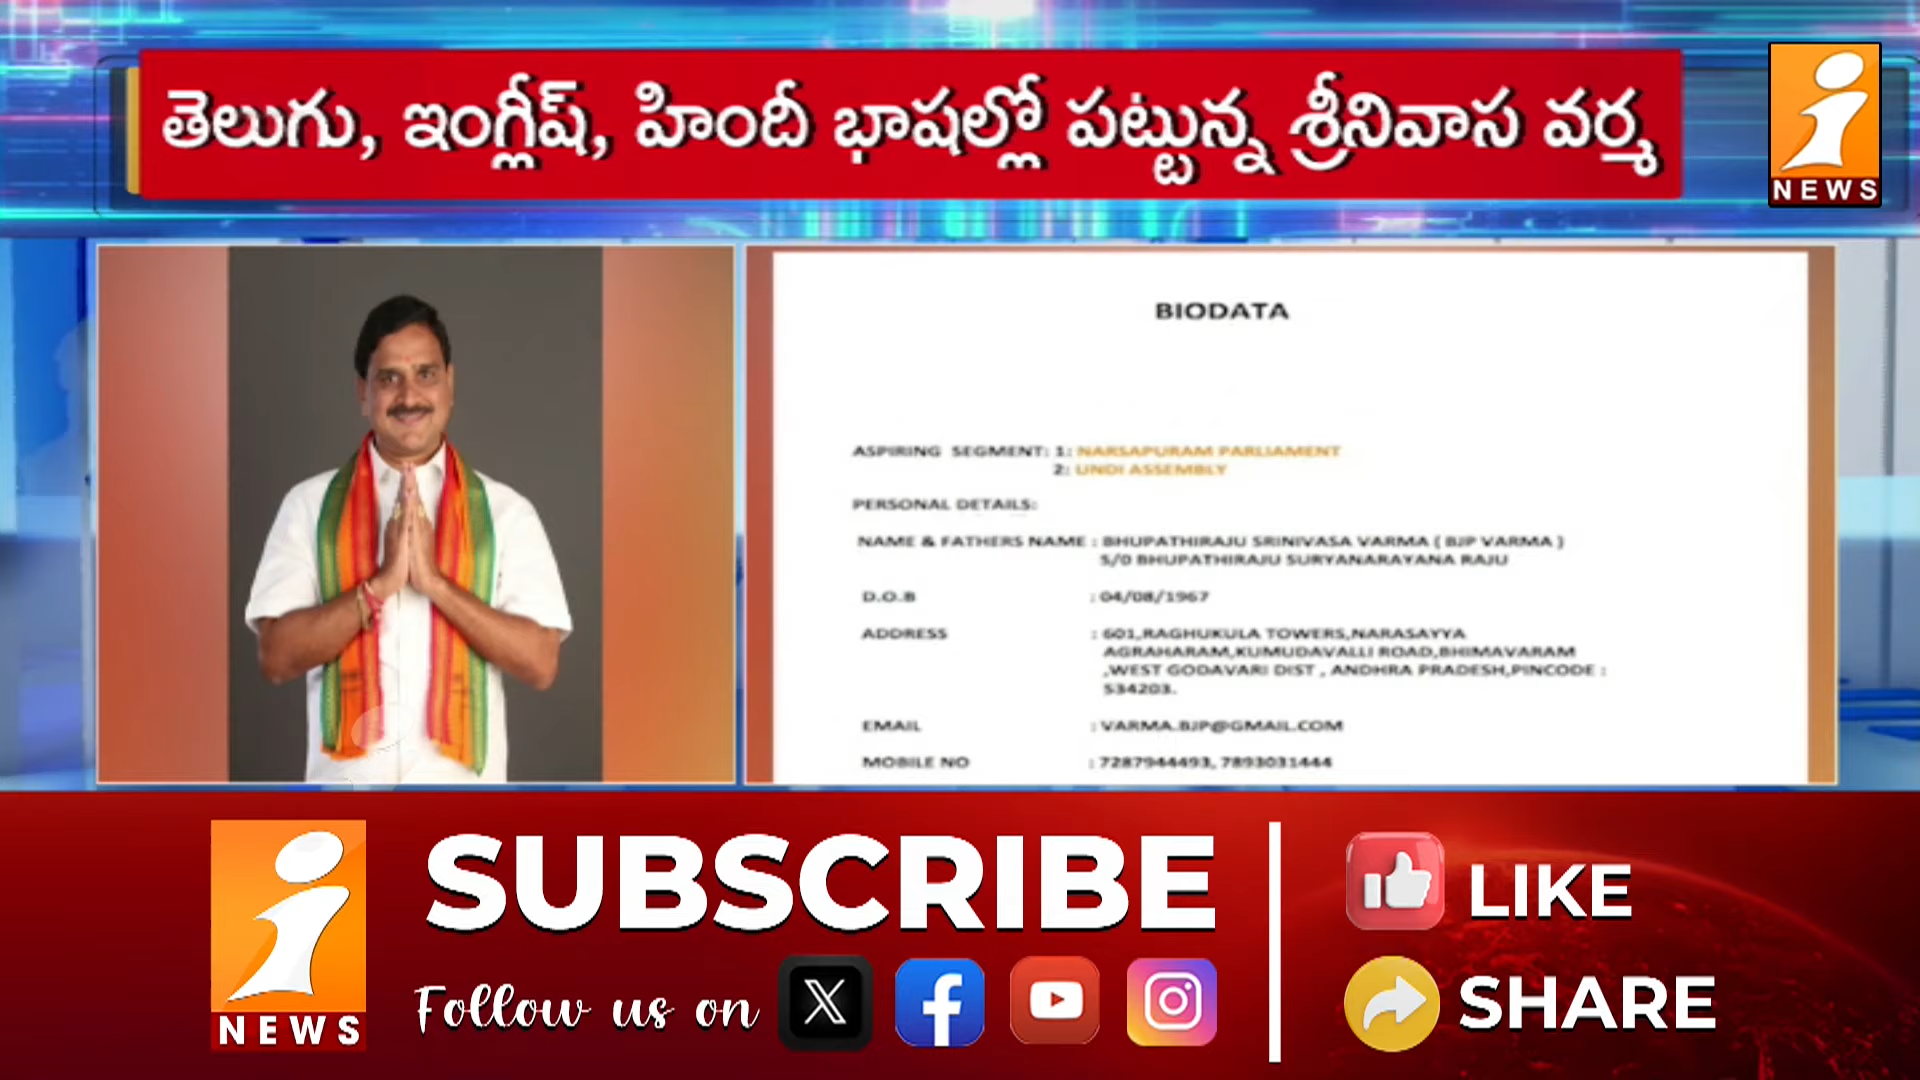 తెలుగు, ఇంగ్లీష్, హిందీ భాషల్లో పట్టున్న శ్రీనివాస వర్మ
i NEWS
BIODATA
ASPIRING SEGMENT: 1: NARSAPURAM PARLIAMENT
2: UNDI ASSEMBLY
PERSONAL DETAILS:
NAME & FATHERS NAME : BHUPATHIRAJU SRINIVASA VARMA ( BJP VARMA )
S/O BHUPATHIRAJU SURYANARAYANA RAJU
D.O.B : 04/08/1967
ADDRESS : 601,RAGHUKULA TOWERS,NARASAYYA
AGRAHARAM,KUMUDAVALLI ROAD,BHIMAVARAM
,WEST GODAVARI DIST , ANDHRA PRADESH,PINCODE :
534203.
EMAIL : VARMA.BJP@GMAIL.COM
MOBILE NO : 7287944493, 7893031444
i NEWS
SUBSCRIBE
Follow us on
LIKE
SHARE